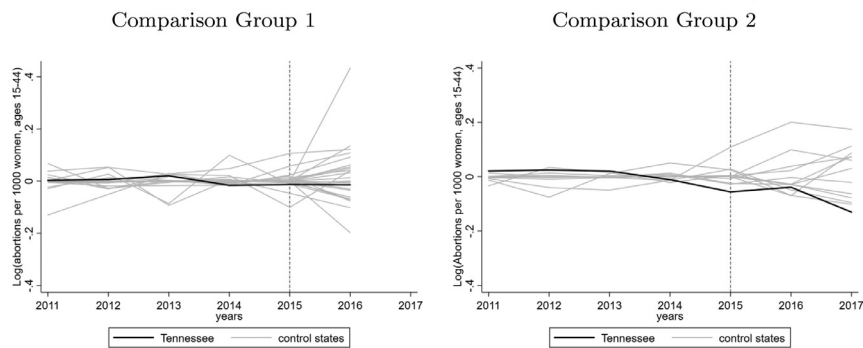 Comparison Group 1
Log(abortions per 1000 women, ages 15-44)
.4
.2
0
-.2
-.4
2011 2012 2013 2014 2015 2016 2017
years
Tennessee control states
Comparison Group 2
Log(Abortions per 1000 women, ages 15-44)
.4
.2
0
-.2
-.4
2011 2012 2013 2014 2015 2016 2017
years
Tennessee control states